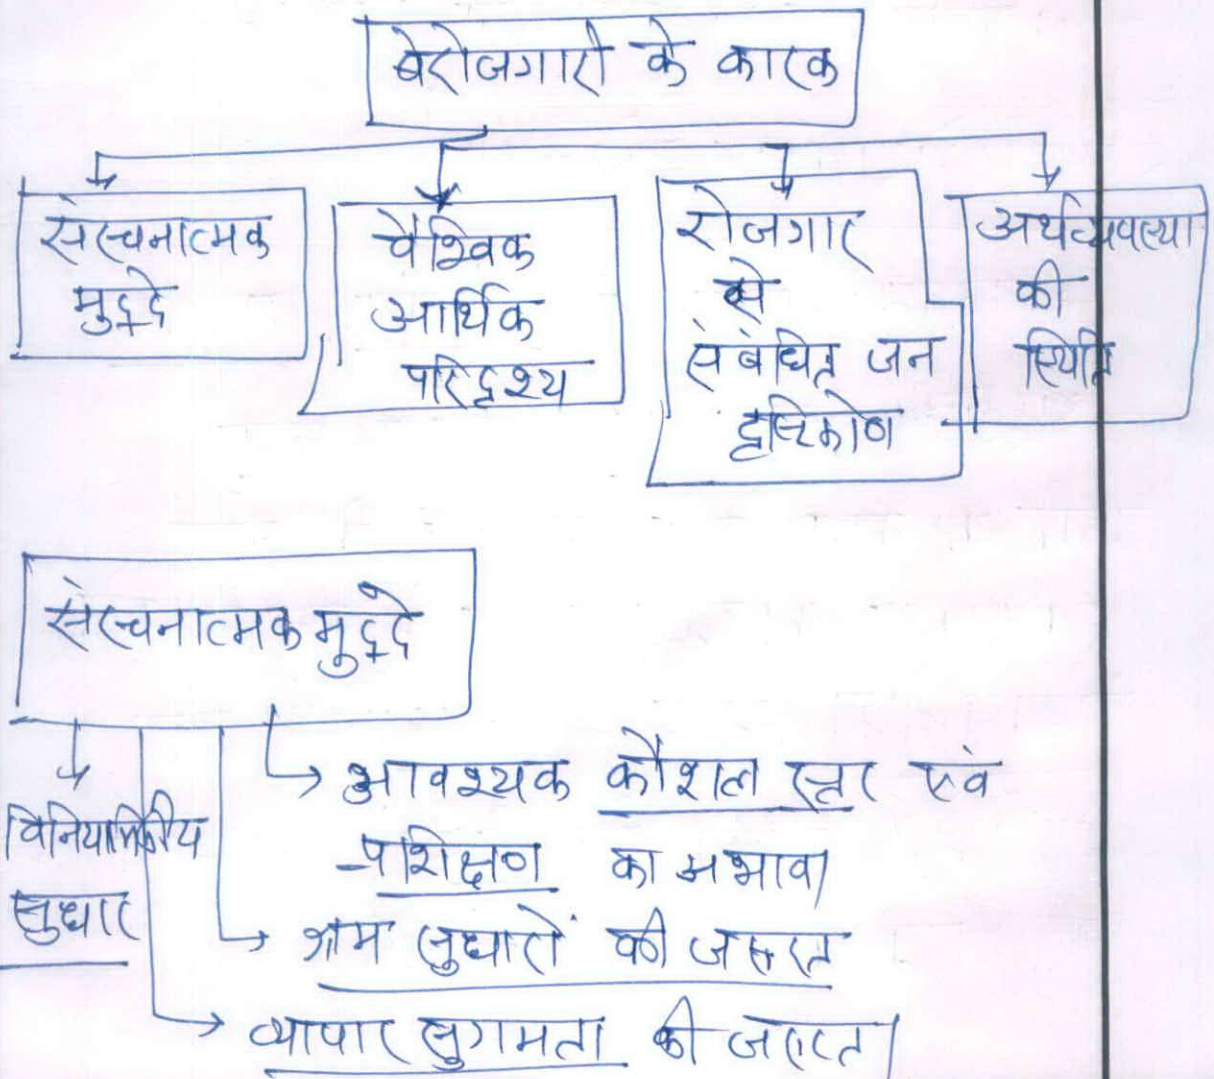 बेरोजगारी के कारक
संरचनात्मक
मुद्दे
वैश्विक
आर्थिक
परिदृश्य
रोजगार
से
संबंधित जन
दृष्टिकोण
अर्थव्यवस्था
की
स्थिति
संरचनात्मक मुद्दे
विनियामकीय
सुधार
आवश्यक कौशल स्तर एवं
प्रशिक्षण का अभाव
श्रम सुधारों की जरूरत
व्यापार सुगमता की जरूरत